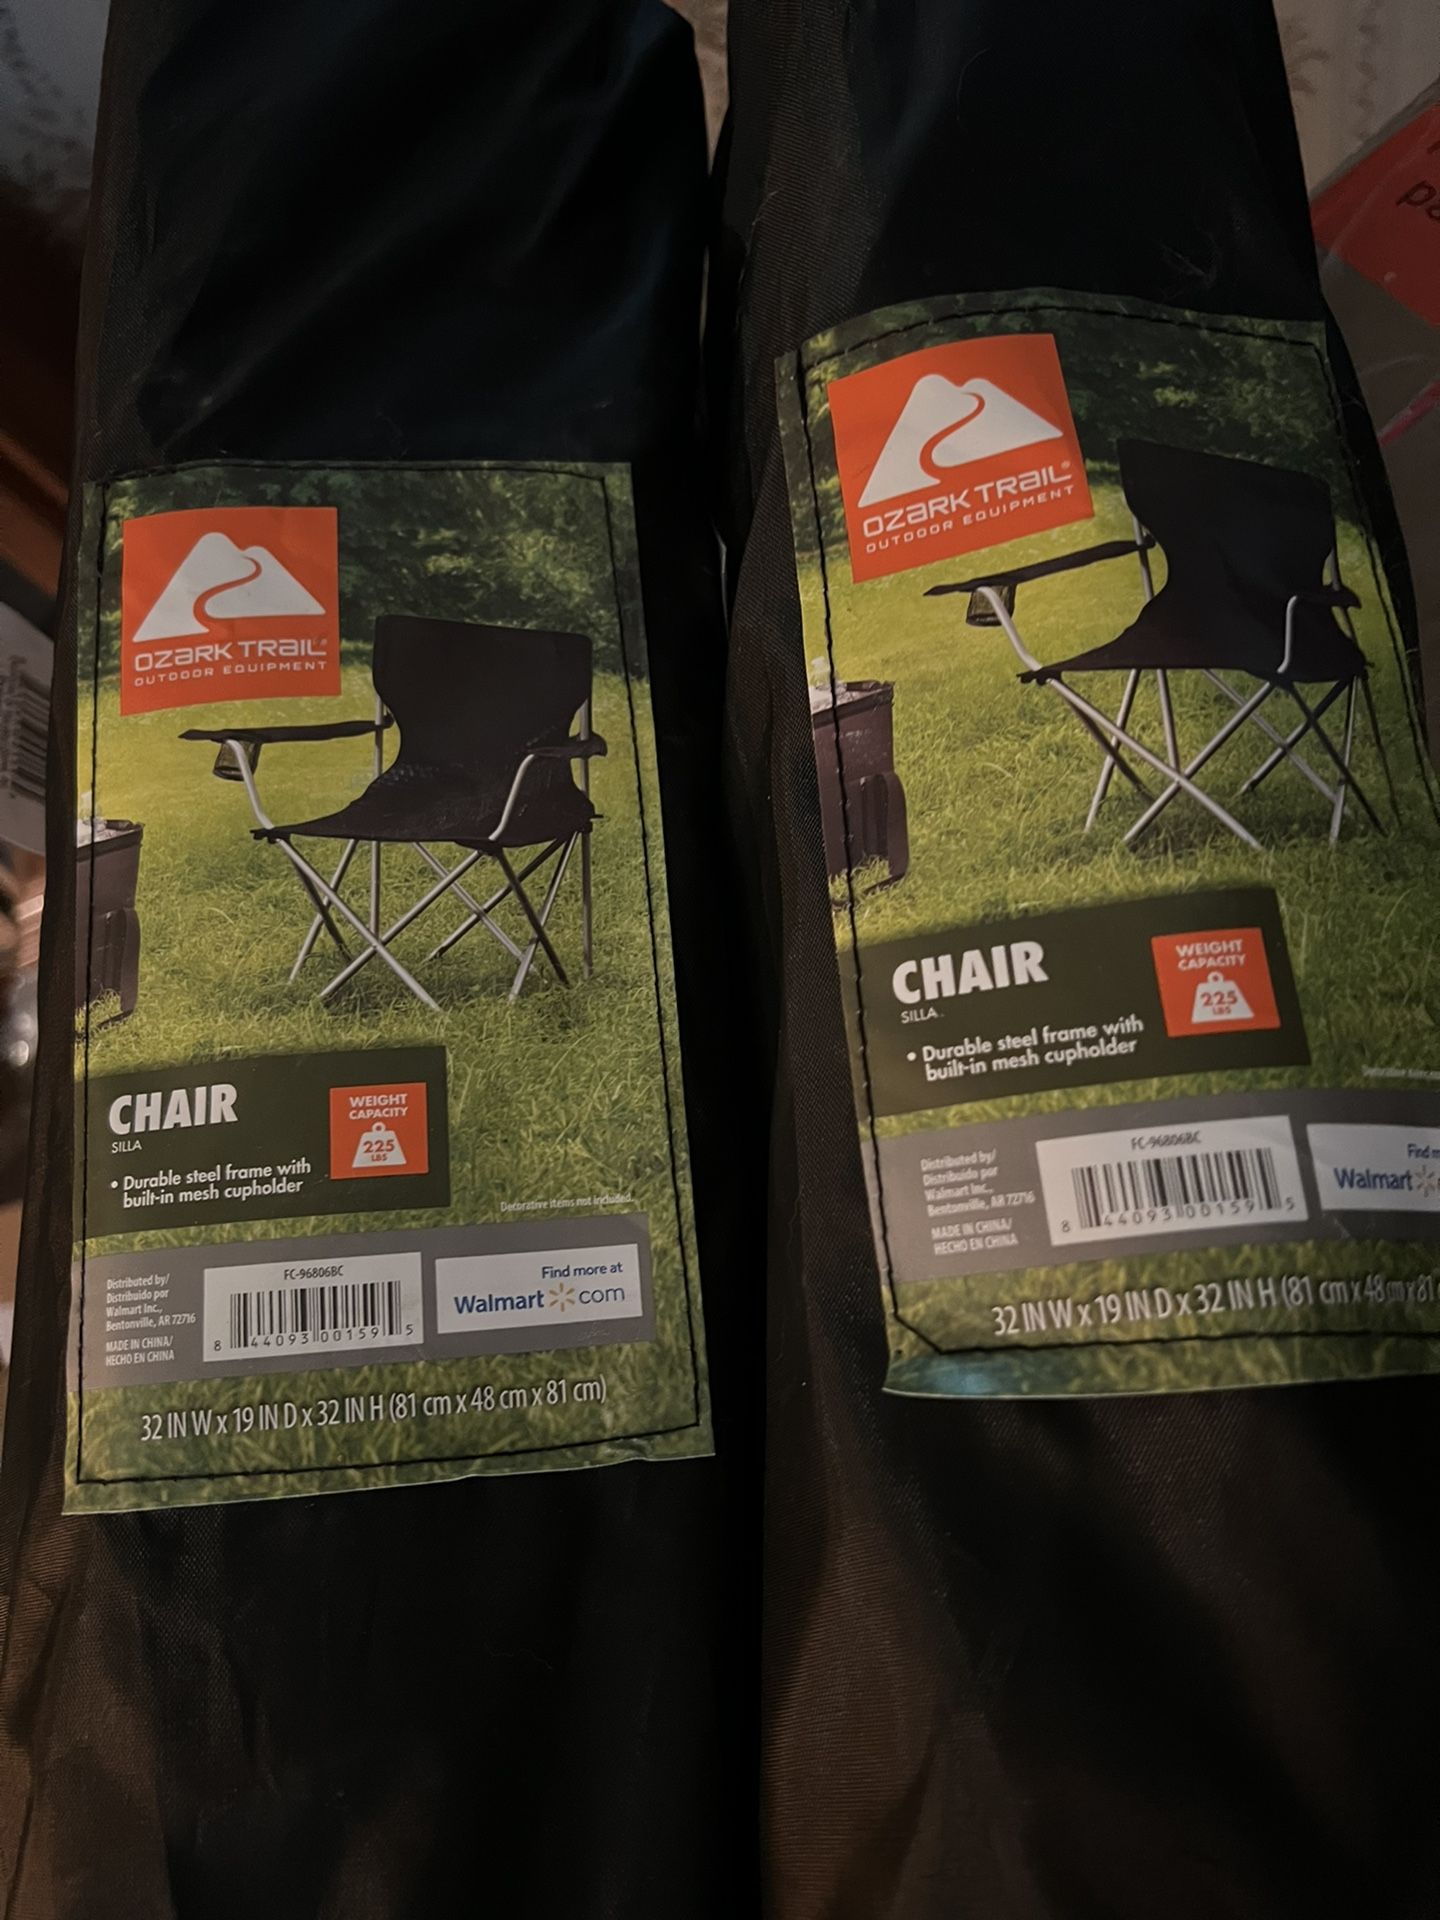 OZARK TRAIL®
OUTDOOR EQUIPMENT
CHAIR
SILLA
• Durable steel frame with
built-in mesh cupholder
WEIGHT
CAPACITY
225
LBS
Decorative items not included.
Distributed by/
Distribuido por
Walmart Inc.,
Bentonville, AR 72716
MADE IN CHINA/
HECHO EN CHINA
FC-96806BC
8 44093 00159 5
Find more at
Walmart com
32 IN W x 19 IN D x 32 IN H (81 cm x 48 cm x 81 cm)
OZARK TRAIL®
OUTDOOR EQUIPMENT
CHAIR
SILLA
• Durable steel frame with
built-in mesh cupholder
WEIGHT
CAPACITY
225
LBS
Decorative items
Distributed by/
Distribuido por
Walmart Inc.,
Bentonville, AR 72716
MADE IN CHINA/
HECHO EN CHINA
FC-96806BC
8 44093 00159 5
Find
Walmart
32 IN W x 19 IN D x 32 IN H (81 cm x 48 cm x 81